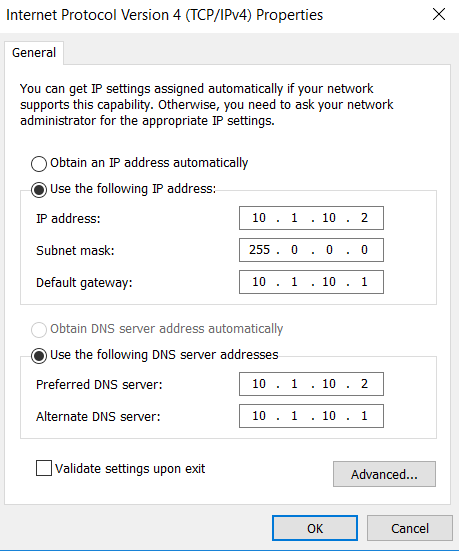 Internet Protocol Version 4 (TCP/IPv4) Properties
General
You can get IP settings assigned automatically if your network
supports this capability. Otherwise, you need to ask your network
administrator for the appropriate IP settings.
Obtain an IP address automatically
Use the following IP address:
IP address: 10 . 1 . 10 . 2
Subnet mask: 255 . 0 . 0 . 0
Default gateway: 10 . 1 . 10 . 1
Obtain DNS server address automatically
Use the following DNS server addresses
Preferred DNS server: 10 . 1 . 10 . 2
Alternate DNS server: 10 . 1 . 10 . 1
Validate settings upon exit
Advanced...
OK Cancel